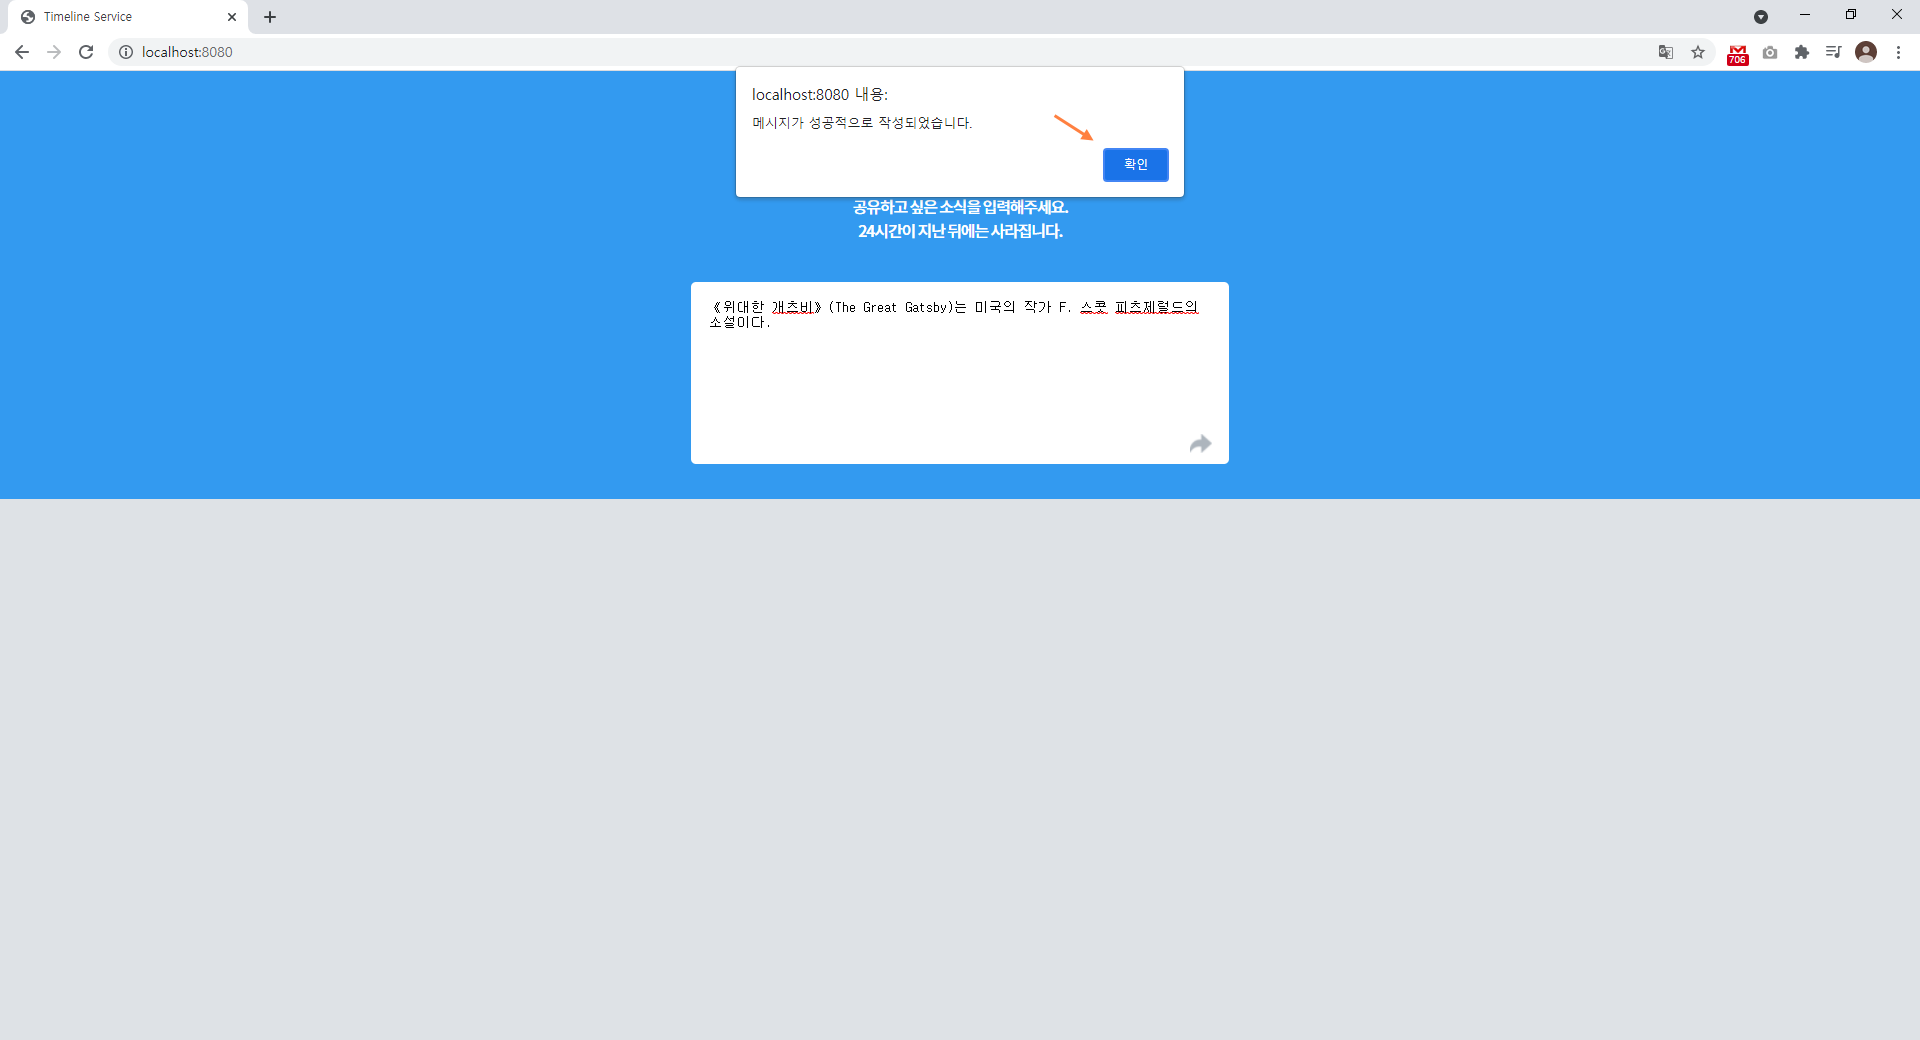 Timeline Service
localhost:8080
706
localhost:8080 내용:
메시지가 성공적으로 작성되었습니다.
확인
공유하고 싶은 소식을 입력해주세요.
24시간이 지난 뒤에는 사라집니다.
《위대한 개츠비》(The Great Gatsby)는 미국의 작가 F. 스콧 피츠제럴드의
소설이다.